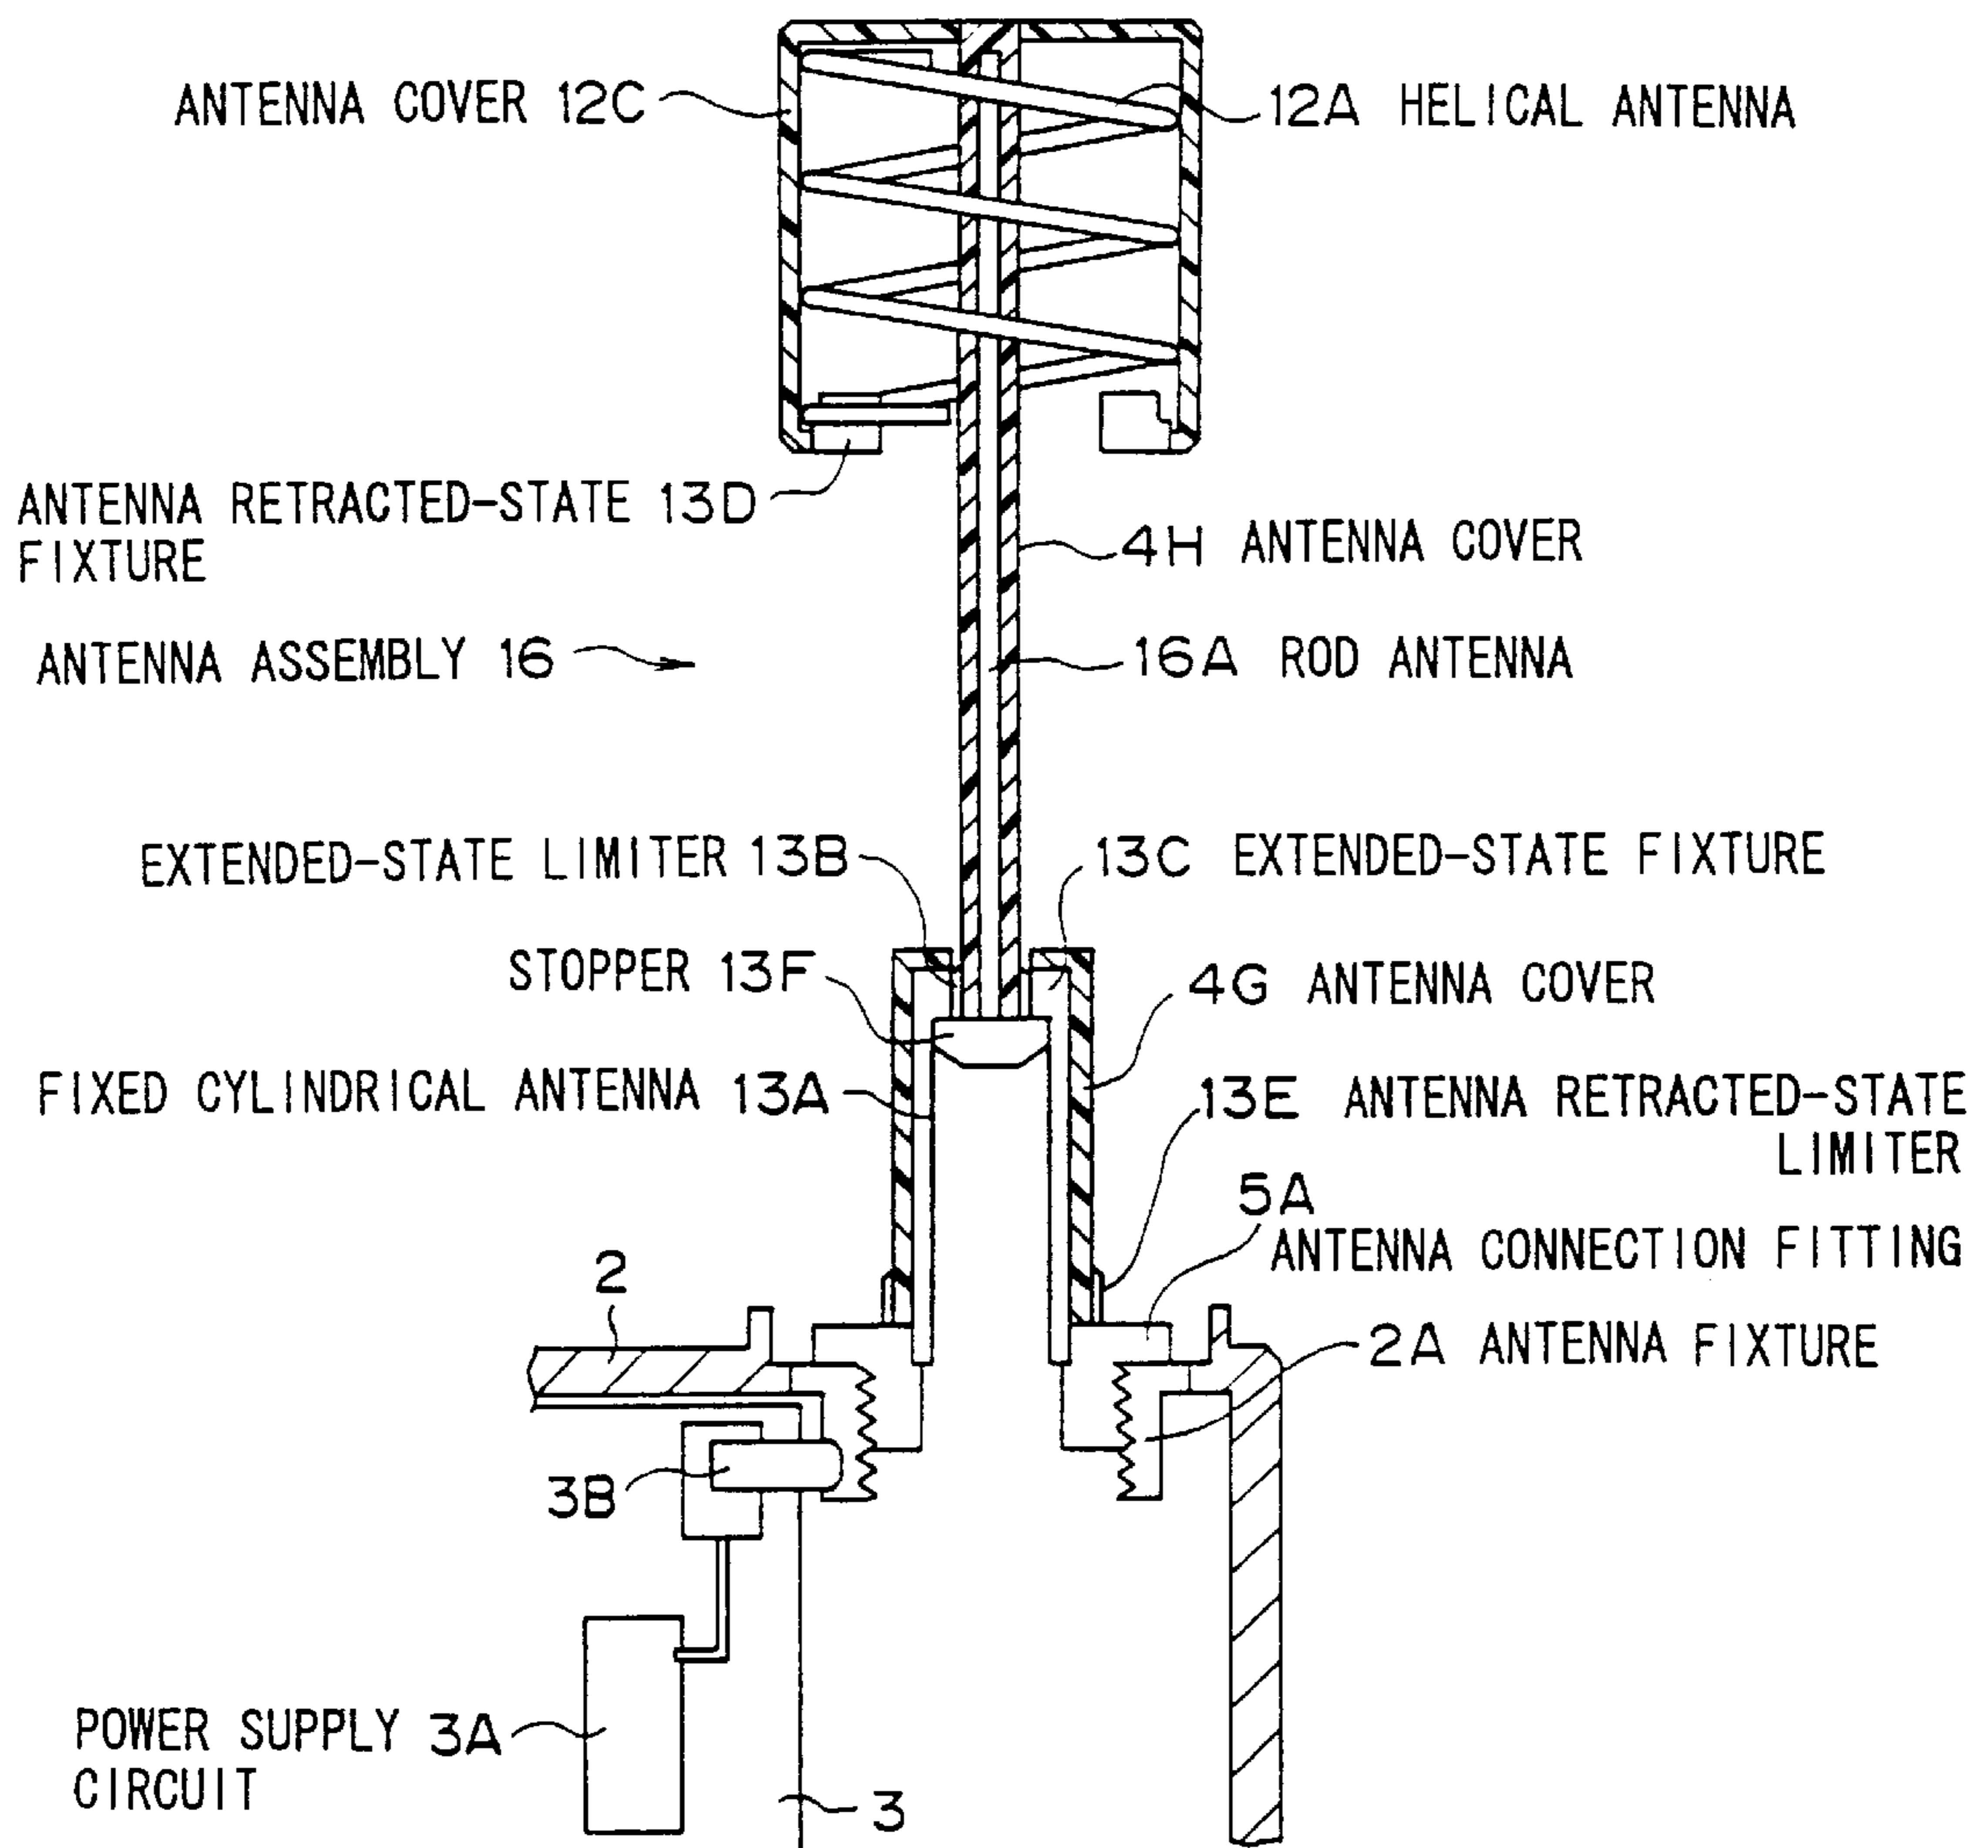 ANTENNA COVER 12C
12A HELICAL ANTENNA
ANTENNA RETRACTED-STATE 13D
FIXTURE
4H ANTENNA COVER
ANTENNA ASSEMBLY 16
16A ROD ANTENNA
EXTENDED-STATE LIMITER 13B
13C EXTENDED-STATE FIXTURE
STOPPER 13F
4G ANTENNA COVER
FIXED CYLINDRICAL ANTENNA 13A
13E ANTENNA RETRACTED-STATE
LIMITER
5A
ANTENNA CONNECTION FITTING
2
2A ANTENNA FIXTURE
3B
POWER SUPPLY 3A
CIRCUIT
3